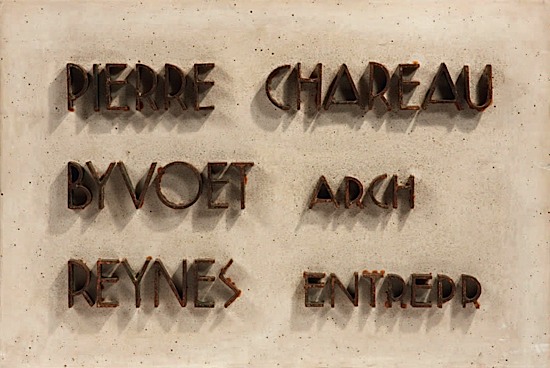 PIERRE CHAREAU
BYVOET ARCH
REYNES ENTREPR